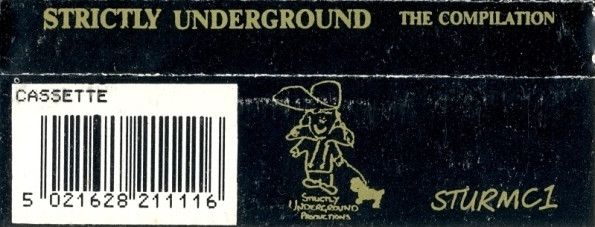 STRICTLY UNDERGROUND THE COMPILATION
CASSETTE
5 021628 211116
STRICTLY
UNDERGROUND
PRODUCTIONS
STURMC1